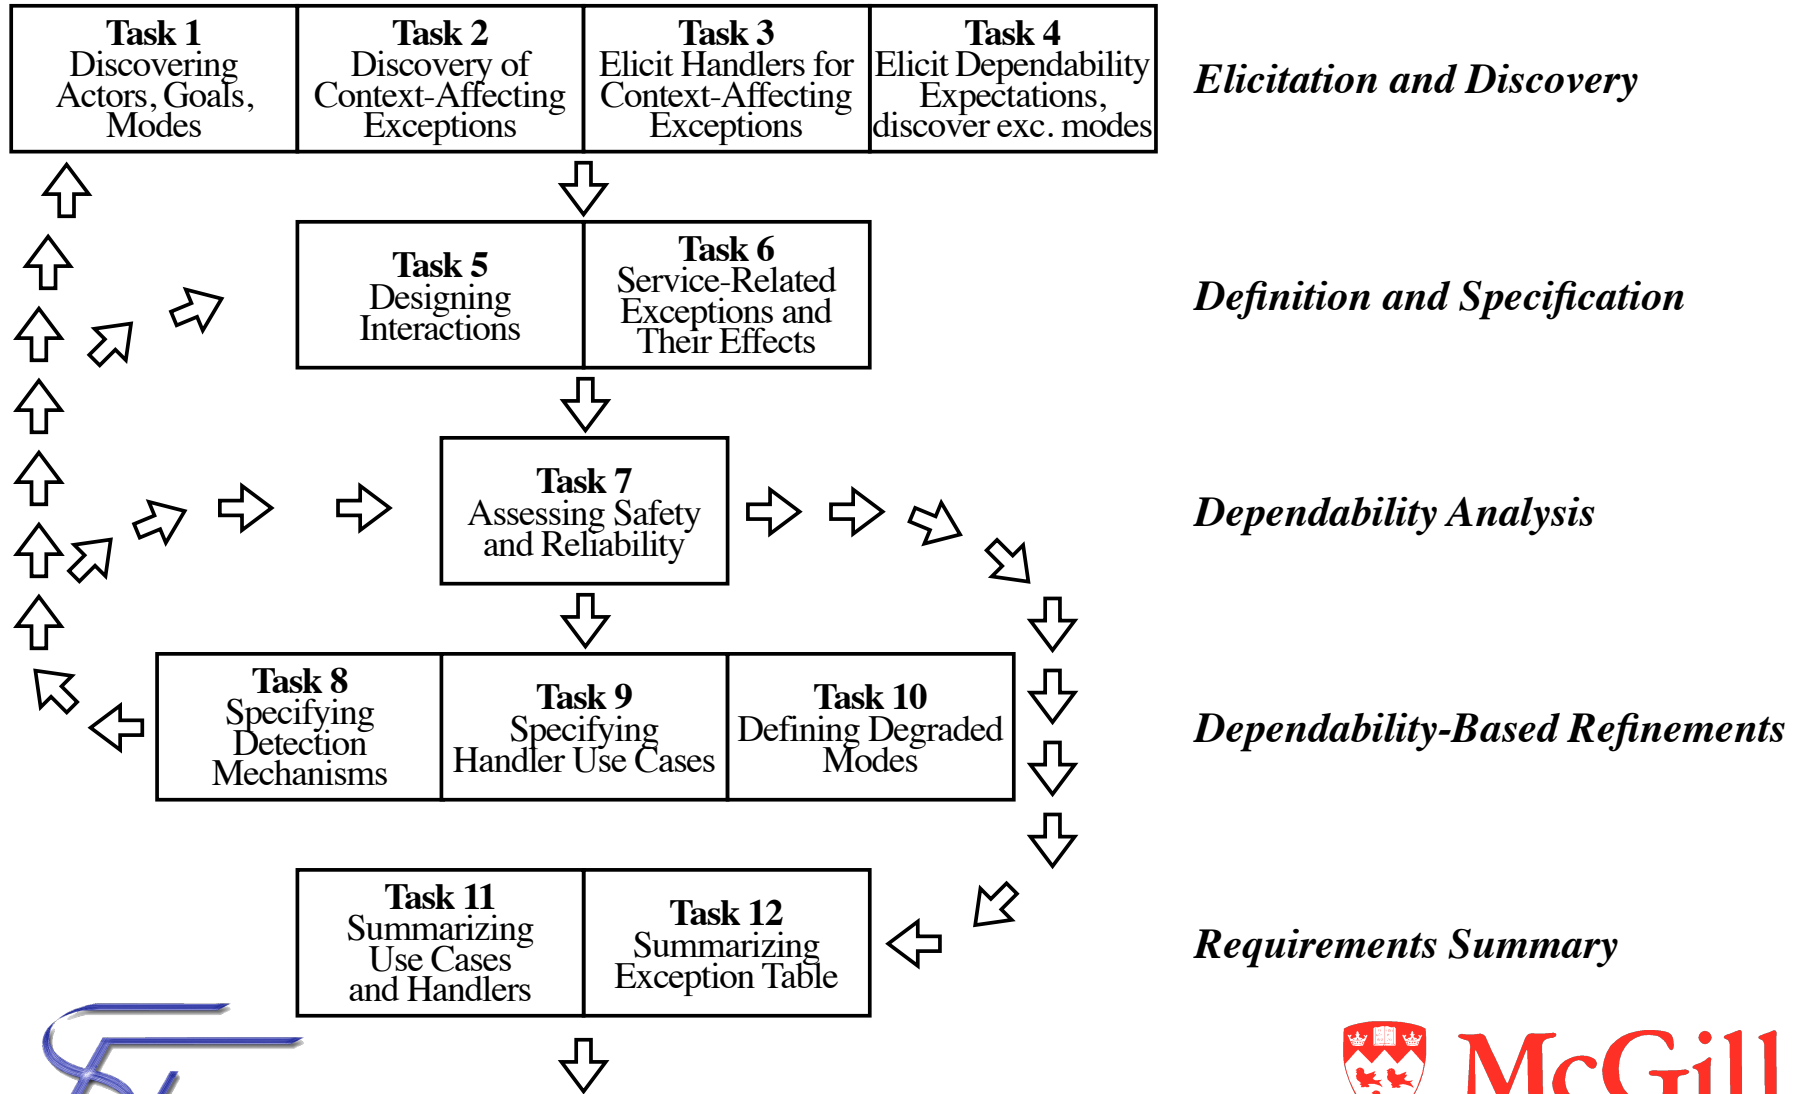 Task 1
Discovering
Actors, Goals,
Modes
Task 2
Discovery of
Context-Affecting
Exceptions
Task 3
Elicit Handlers for
Context-Affecting
Exceptions
Task 4
Elicit Dependability
Expectations,
discover exc. modes
Elicitation and Discovery
Task 5
Designing
Interactions
Task 6
Service-Related
Exceptions and
Their Effects
Definition and Specification
Task 7
Assessing Safety
and Reliability
Dependability Analysis
Task 8
Specifying
Detection
Mechanisms
Task 9
Specifying
Handler Use Cases
Task 10
Defining Degraded
Modes
Dependability-Based Refinements
Task 11
Summarizing
Use Cases
and Handlers
Task 12
Summarizing
Exception Table
Requirements Summary
McGill